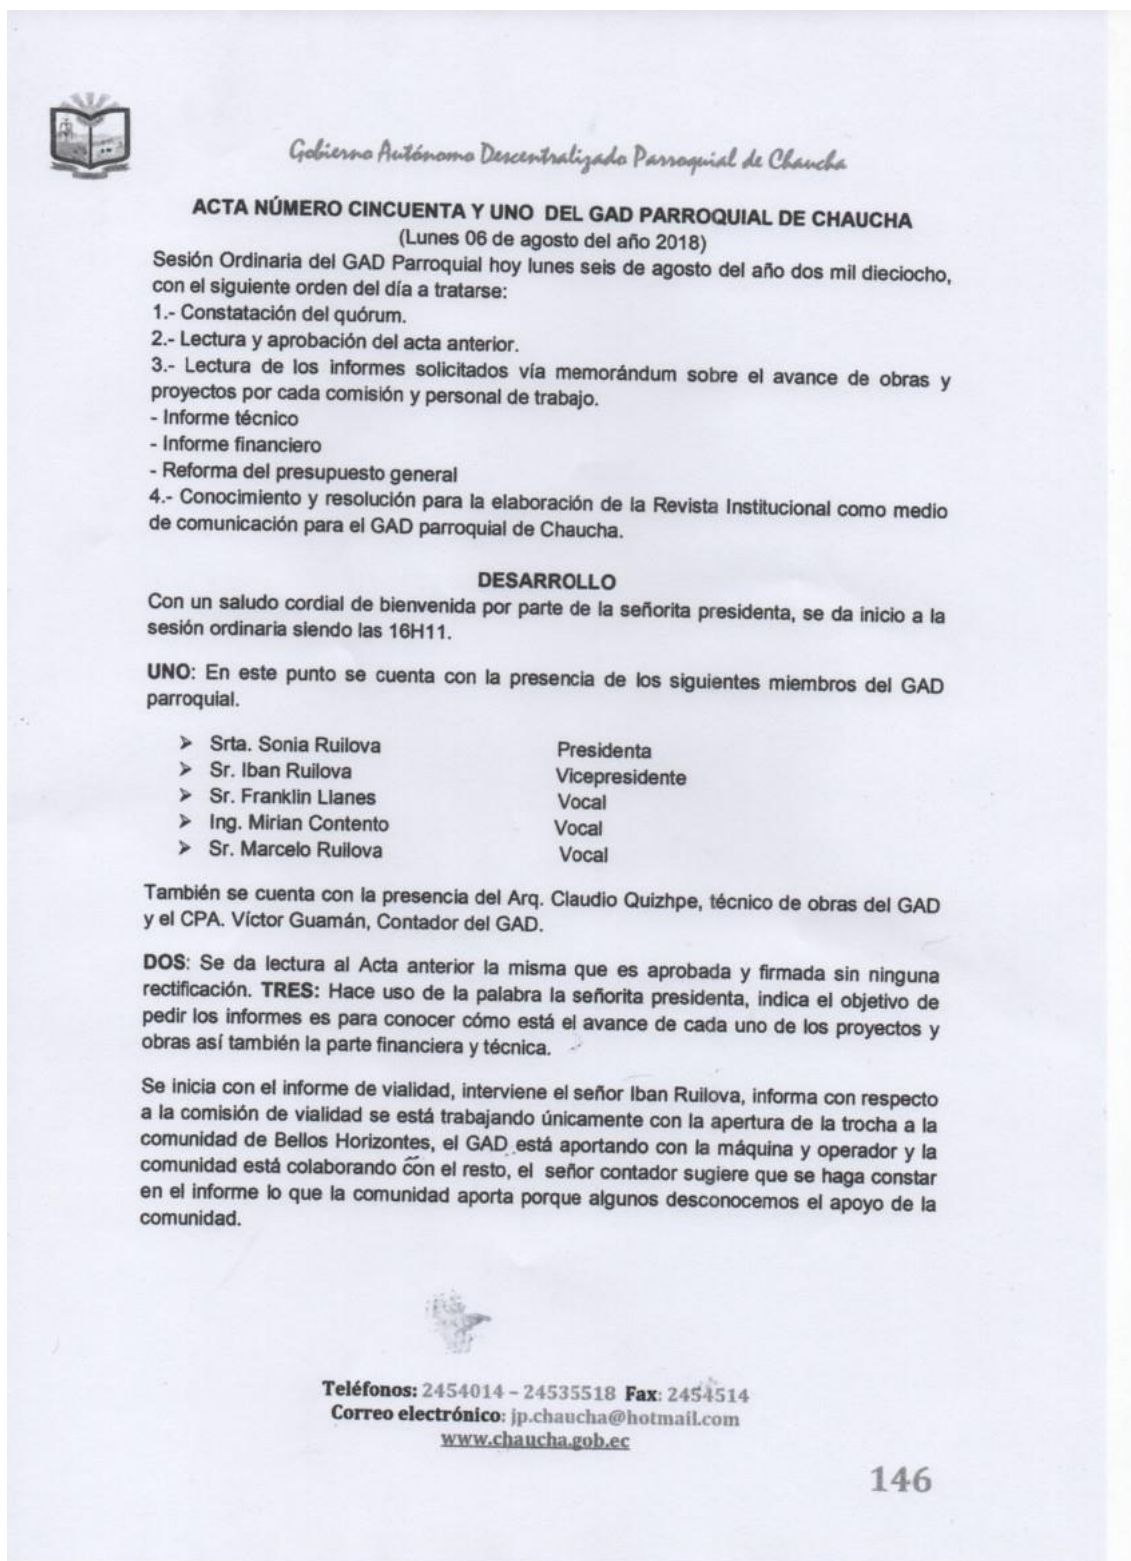 Gobierno Autónomo Descentralizado Parroquial de Chaucha
ACTA NÚMERO CINCUENTA Y UNO DEL GAD PARROQUIAL DE CHAUCHA
(Lunes 06 de agosto del año 2018)
Sesión Ordinaria del GAD Parroquial hoy lunes seis de agosto del año dos mil dieciocho,
con el siguiente orden del día a tratarse:
1.- Constatación del quórum.
2.- Lectura y aprobación del acta anterior.
3.- Lectura de los informes solicitados vía memorándum sobre el avance de obras y
proyectos por cada comisión y personal de trabajo.
- Informe técnico
- Informe financiero
- Reforma del presupuesto general
4.- Conocimiento y resolución para la elaboración de la Revista Institucional como medio
de comunicación para el GAD parroquial de Chaucha.
DESARROLLO
Con un saludo cordial de bienvenida por parte de la señorita presidenta, se da inicio a la
sesión ordinaria siendo las 16H11.
UNO: En este punto se cuenta con la presencia de los siguientes miembros del GAD
parroquial.
➢ Srta. Sonia Ruilova Presidenta
➢ Sr. Iban Ruilova Vicepresidente
➢ Sr. Franklin Llanes Vocal
➢ Ing. Mirian Contento Vocal
➢ Sr. Marcelo Ruilova Vocal
También se cuenta con la presencia del Arq. Claudio Quizhpe, técnico de obras del GAD
y el CPA. Víctor Guamán, Contador del GAD.
DOS: Se da lectura al Acta anterior la misma que es aprobada y firmada sin ninguna
rectificación. TRES: Hace uso de la palabra la señorita presidenta, indica el objetivo de
pedir los informes es para conocer cómo está el avance de cada uno de los proyectos y
obras así también la parte financiera y técnica.
Se inicia con el informe de vialidad, interviene el señor Iban Ruilova, informa con respecto
a la comisión de vialidad se está trabajando únicamente con la apertura de la trocha a la
comunidad de Bellos Horizontes, el GAD está aportando con la máquina y operador y la
comunidad está colaborando con el resto, el señor contador sugiere que se haga constar
en el informe lo que la comunidad aporta porque algunos desconocemos el apoyo de la
comunidad.
Teléfonos: 2454014 – 24535518 Fax: 2454514
Correo electrónico: jp.chaucha@hotmail.com
www.chaucha.gob.ec
146